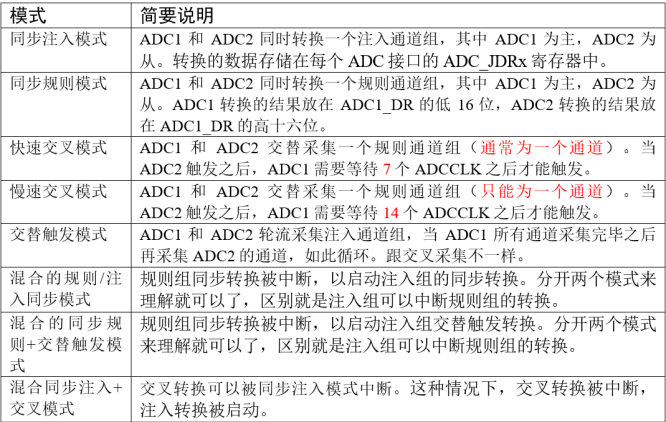 模式 简要说明
同步注入模式 ADC1 和 ADC2 同时转换一个注入通道组，其中 ADC1 为主，ADC2 为
从。转换的数据存储在每个 ADC 接口的 ADC_JDRx 寄存器中。
同步规则模式 ADC1 和 ADC2 同时转换一个规则通道组，其中 ADC1 为主，ADC2 为
从。ADC1 转换的结果放在 ADC1_DR 的低 16 位，ADC2 转换的结果放
在 ADC1_DR 的高十六位。
快速交叉模式 ADC1 和 ADC2 交替采集一个规则通道组（通常为一个通道）。当
ADC2 触发之后，ADC1 需要等待 7 个 ADCCLK 之后才能触发。
慢速交叉模式 ADC1 和 ADC2 交替采集一个规则通道组（只能为一个通道）。当
ADC2 触发之后，ADC1 需要等待 14 个 ADCCLK 之后才能触发。
交替触发模式 ADC1 和 ADC2 轮流采集注入通道组，当 ADC1 所有通道采集完毕之后
再采集 ADC2 的通道，如此循环。跟交叉采集不一样。
混合的规则/注 规则组同步转换被中断，以启动注入组的同步转换。分开两个模式来
入同步模式 理解就可以了，区别就是注入组可以中断规则组的转换。
混合的同步规 规则组同步转换被中断，以启动注入组交替触发转换。分开两个模式
则+交替触发模 来理解就可以了，区别就是注入组可以中断规则组的转换。
式
混合同步注入+ 交叉转换可以被同步注入模式中断。这种情况下，交叉转换被中断，
交叉模式 注入转换被启动。